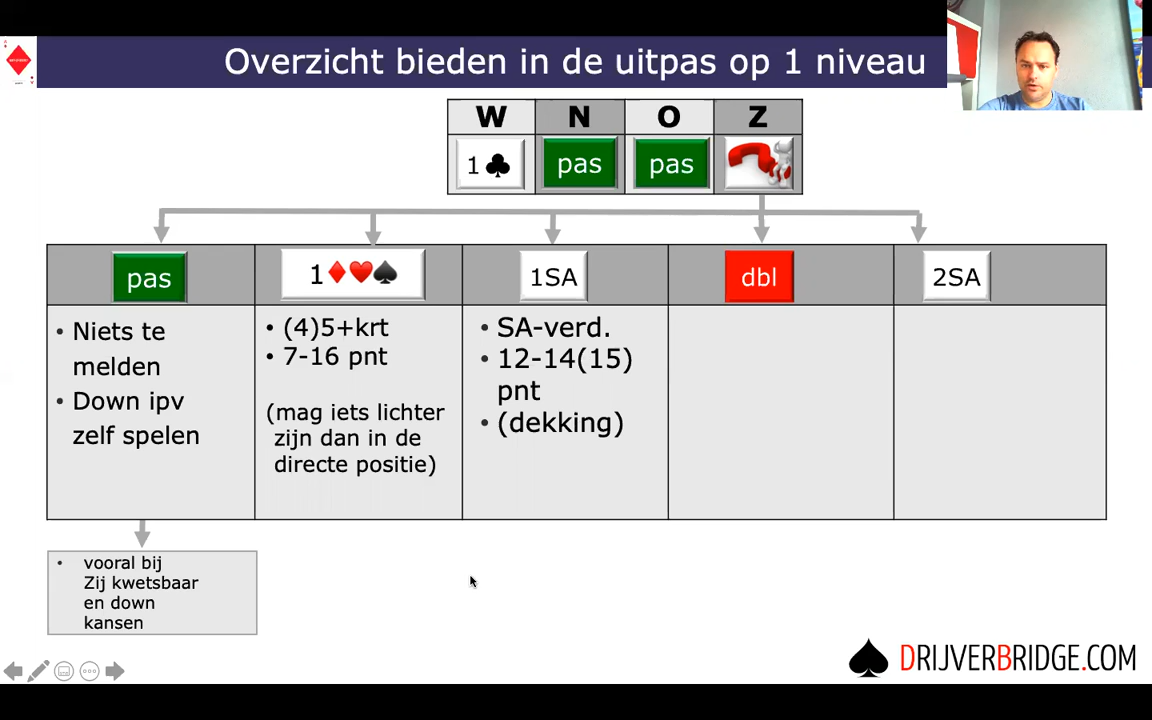 Overzicht bieden in de uitpas op 1 niveau
W N O Z
1♣ pas pas
pas 1♦♥♠ 1SA dbl 2SA
• Niets te
melden
• Down ipv
zelf spelen
• (4)5+krt
• 7-16 pnt
(mag iets lichter
zijn dan in de
directe positie)
• SA-verd.
• 12-14(15)
pnt
• (dekking)
• vooral bij
Zij kwetsbaar
en down
kansen
DRIJVERBRIDGE.COM